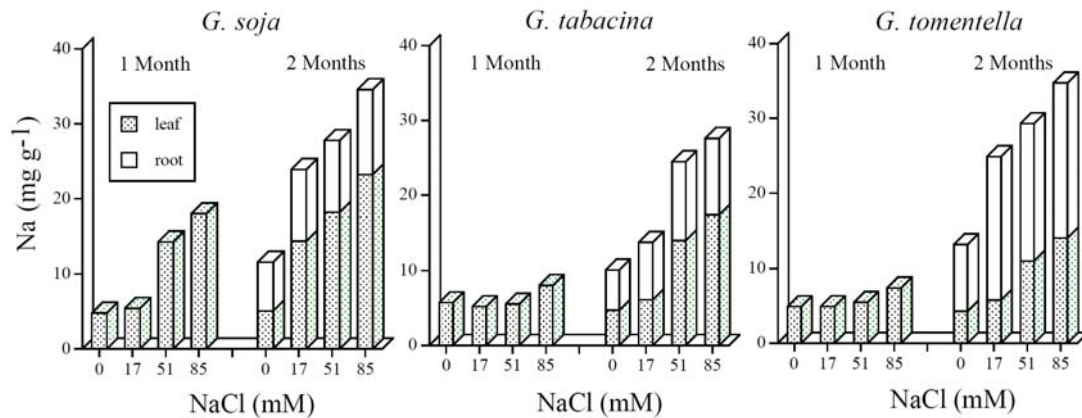 G. soja
G. tabacina
G. tomentella
Na (mg g-1)
40
30
20
10
0
1 Month
2 Months
leaf
root
0 17 51 85 0 17 51 85
NaCl (mM)
40
30
20
10
0
1 Month
2 Months
0 17 51 85 0 17 51 85
NaCl (mM)
40
30
20
10
0
1 Month
2 Months
0 17 51 85 0 17 51 85
NaCl (mM)